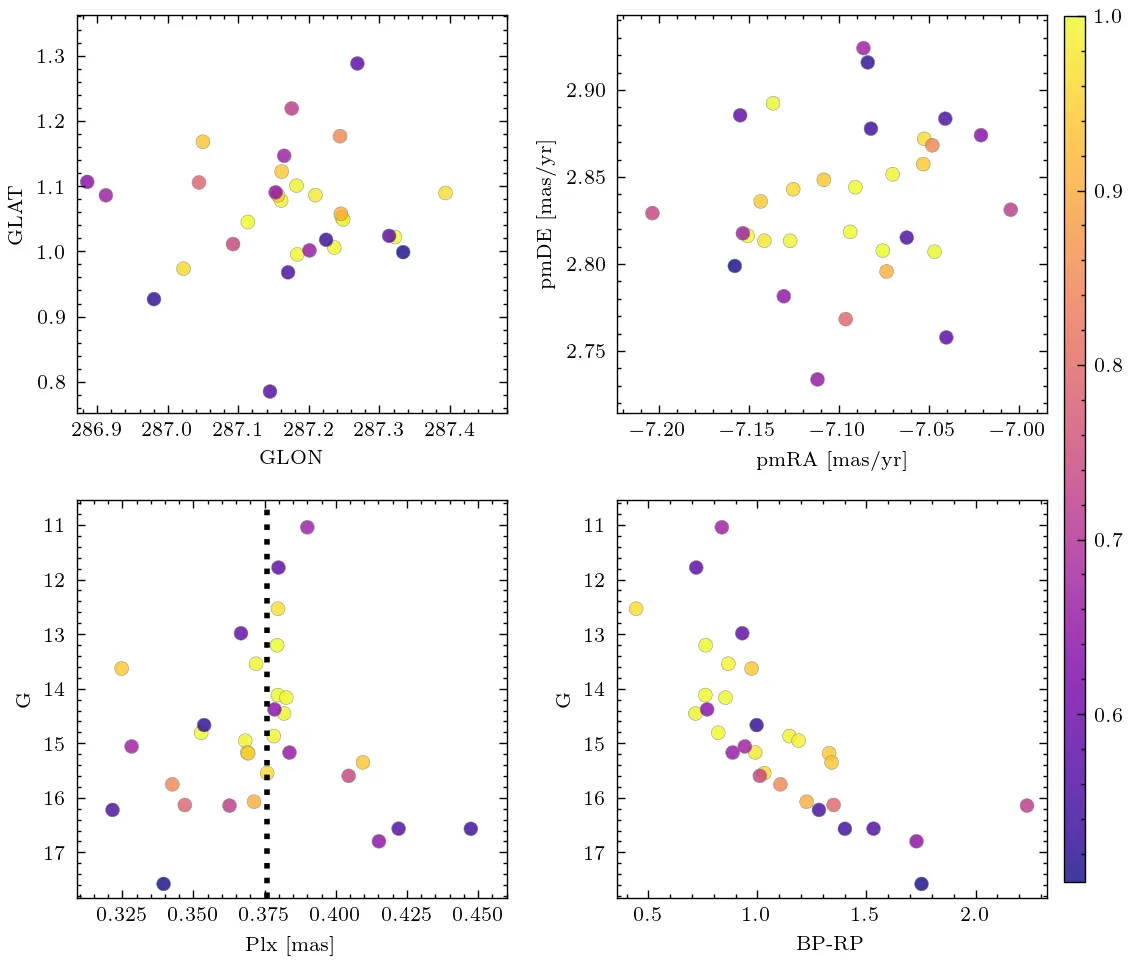 1.3
1.2
1.1
1.0
0.9
0.8
GLAT
286.9 287.0 287.1 287.2 287.3 287.4
GLON
2.90
2.85
2.80
2.75
pmDE [mas/yr]
−7.20 −7.15 −7.10 −7.05 −7.00
pmRA [mas/yr]
1.0
0.9
0.8
0.7
0.6
11
12
13
14
15
16
17
G
0.325 0.350 0.375 0.400 0.425 0.450
Plx [mas]
11
12
13
14
15
16
17
G
0.5 1.0 1.5 2.0
BP-RP